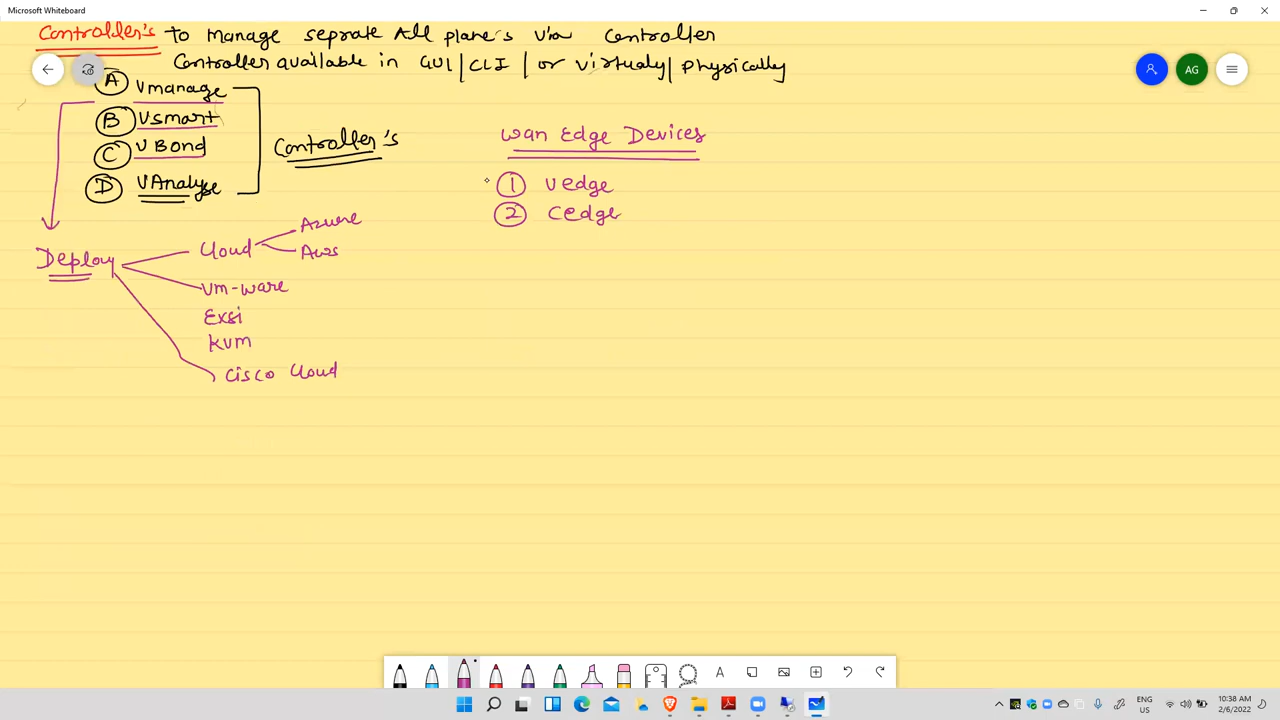 Microsoft Whiteboard
Controller's To Manage seprate All plane's via Controller
Controller available in GUI/CLI / or virtualy/physically
AG
A Vmanage
B Vsmart
C VBond
D VAnalyse
Controller's
Wan Edge Devices
1 vedge
2 cedge
Deploy
Cloud
Azure
Aws
Vm-ware
Exsi
kvm
Cisco Cloud
A
ENG
US
10:38 AM
2/6/2022